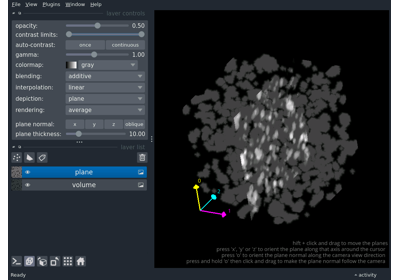 File View Plugins Window Help
layer controls
opacity: 0.50
contrast limits:
auto-contrast: once continuous
gamma: 1.00
colormap: gray
blending: additive
interpolation: linear
depiction: plane
rendering: average
plane normal: x y z oblique
plane thickness: 10.00
layer list
plane
volume
0
2
hift + click and drag to move the planes
press 'x', 'y' or 'z' to orient the plane along that axis around the cursor
press 'o' to orient the plane normal along the camera view direction
press and hold 'o' then click and drag to make the plane normal follow the camera
Ready
activity